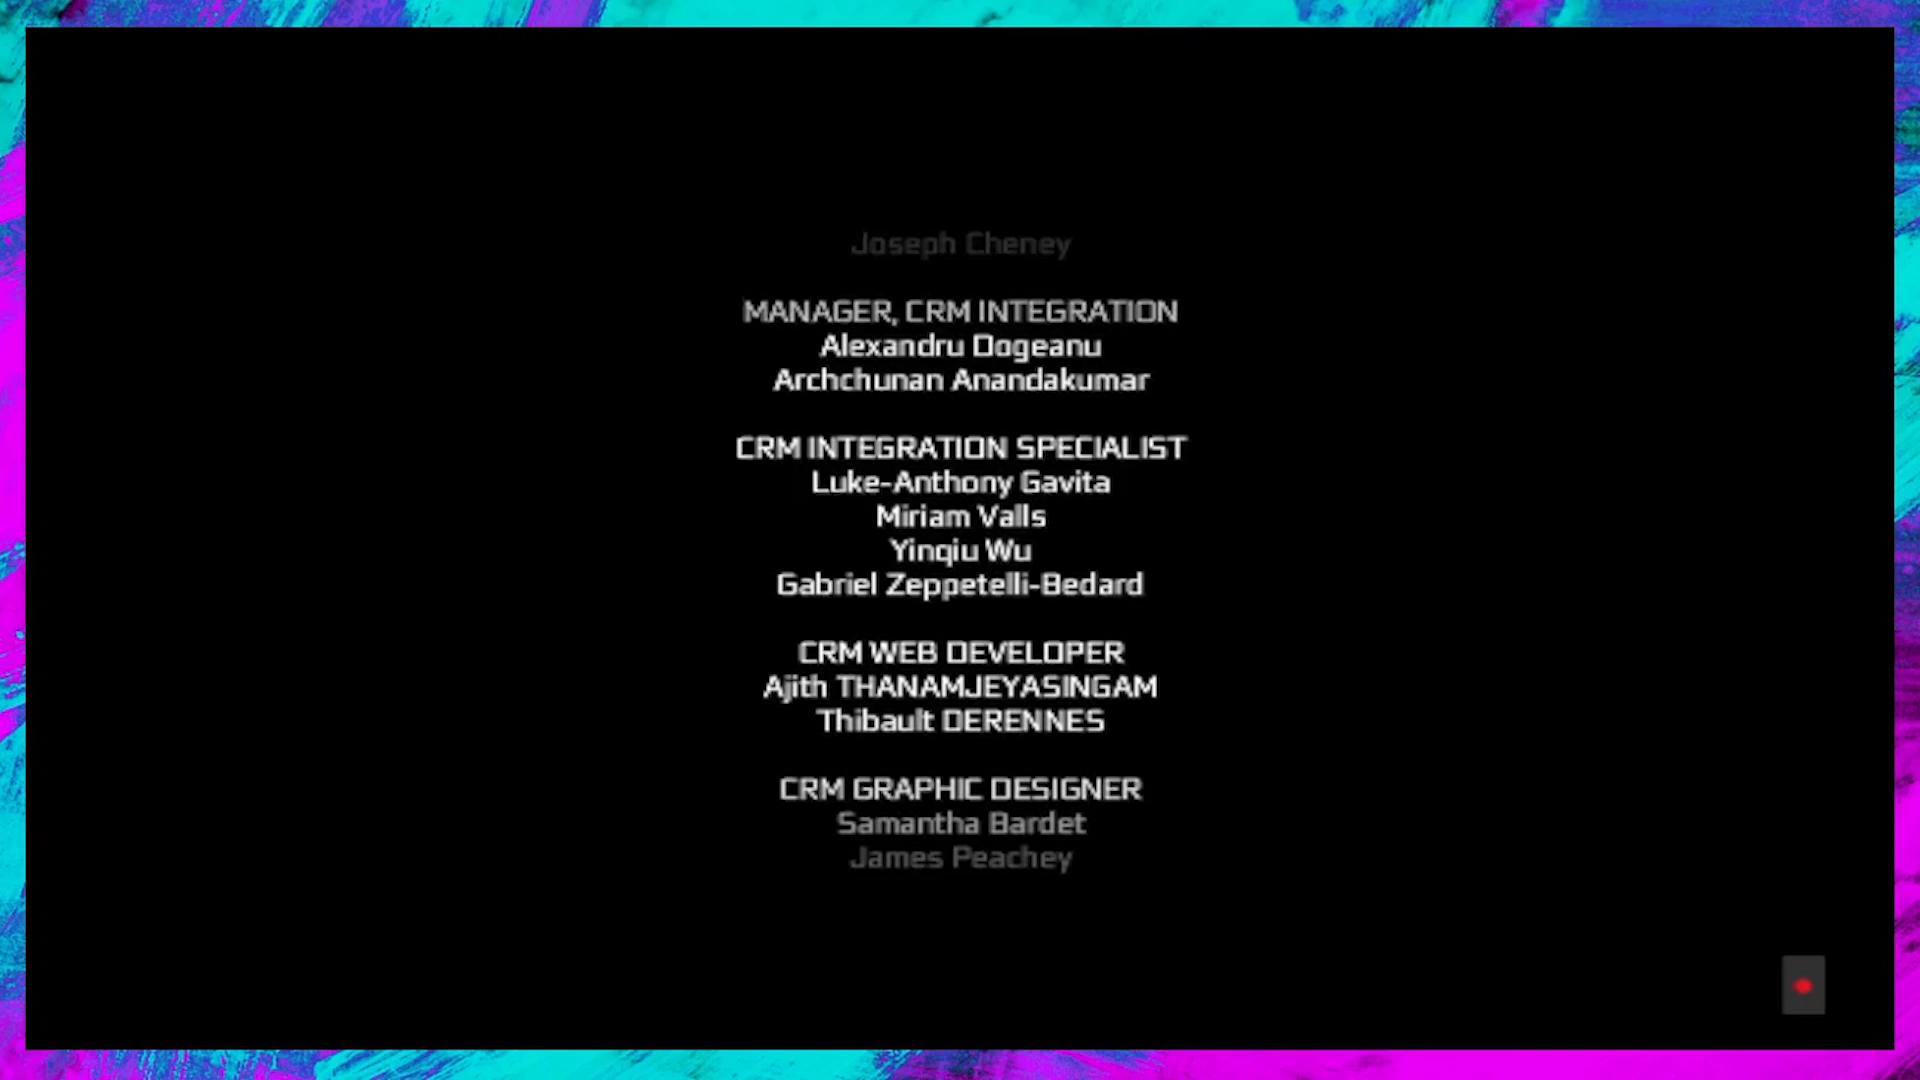 Joseph Cheney
MANAGER, CRM INTEGRATION
Alexandru Dogeanu
Archchunan Anandakumar
CRM INTEGRATION SPECIALIST
Luke-Anthony Gavita
Miriam Valls
Yinqiu Wu
Gabriel Zeppetelli-Bedard
CRM WEB DEVELOPER
Ajith THANAMJEYASINGAM
Thibault DERENNES
CRM GRAPHIC DESIGNER
Samantha Bardet
James Peachey